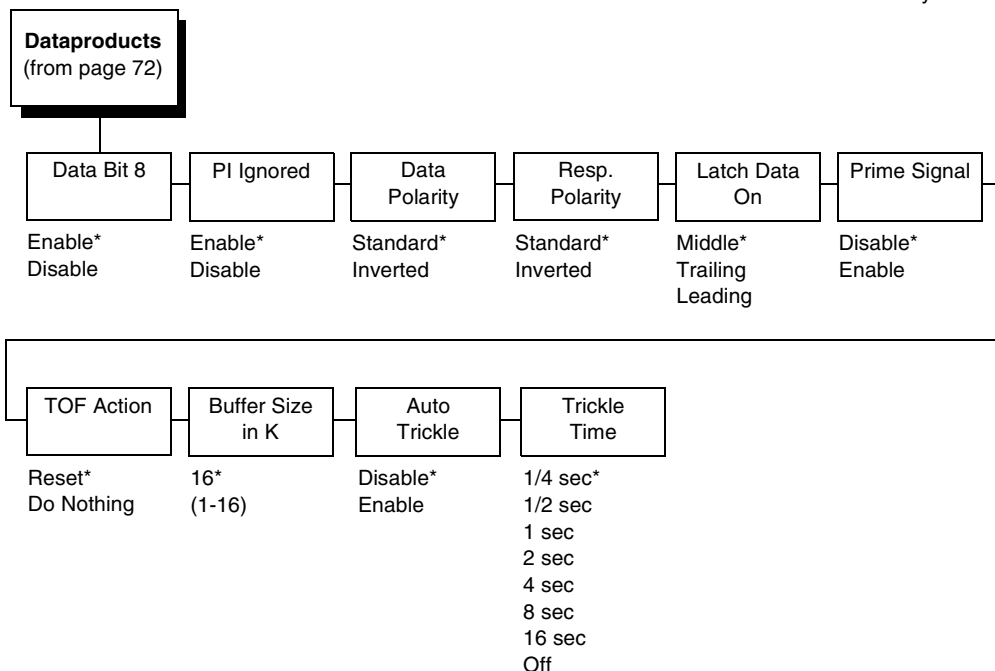 Dataproducts
(from page 72)
Data Bit 8
PI Ignored
Data
Polarity
Resp.
Polarity
Latch Data
On
Prime Signal
Enable*
Disable
Enable*
Disable
Standard*
Inverted
Standard*
Inverted
Middle*
Trailing
Leading
Disable*
Enable
TOF Action
Buffer Size
in K
Auto
Trickle
Trickle
Time
Reset*
Do Nothing
16*
(1-16)
Disable*
Enable
1/4 sec*
1/2 sec
1 sec
2 sec
4 sec
8 sec
16 sec
Off